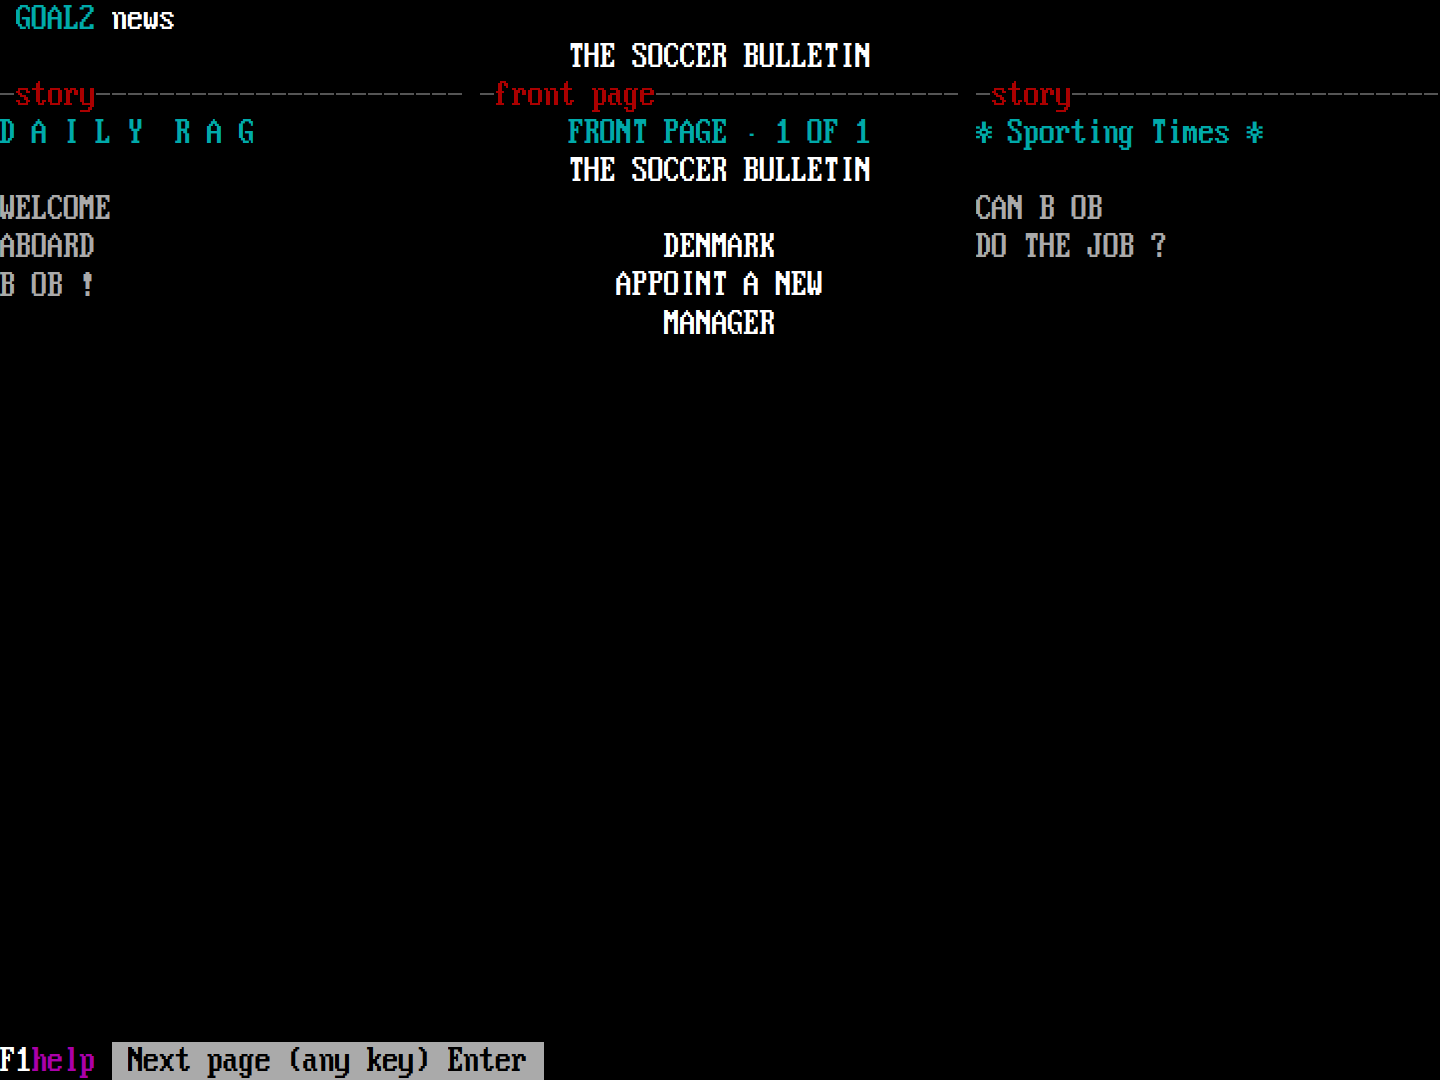 GOAL2 news
THE SOCCER BULLETIN
story front page story
D A I L Y  R A G
WELCOME
ABOARD
B OB !
FRONT PAGE · 1 OF 1
THE SOCCER BULLETIN
DENMARK
APPOINT A NEW
MANAGER
* Sporting Times *
CAN B OB
DO THE JOB ?
F1help Next page (any key) Enter